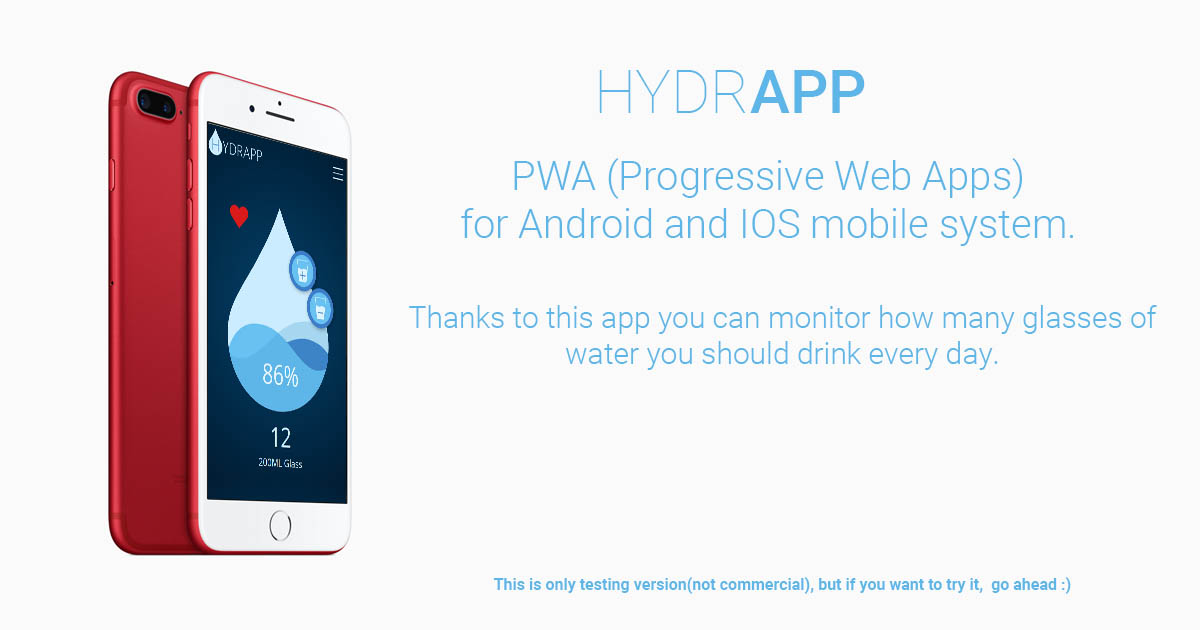 HYDRAPP
86%
12
200ML Glass
HYDRAPP
PWA (Progressive Web Apps)
for Android and IOS mobile system.
Thanks to this app you can monitor how many glasses of
water you should drink every day.
This is only testing version(not commercial), but if you want to try it,  go ahead :)